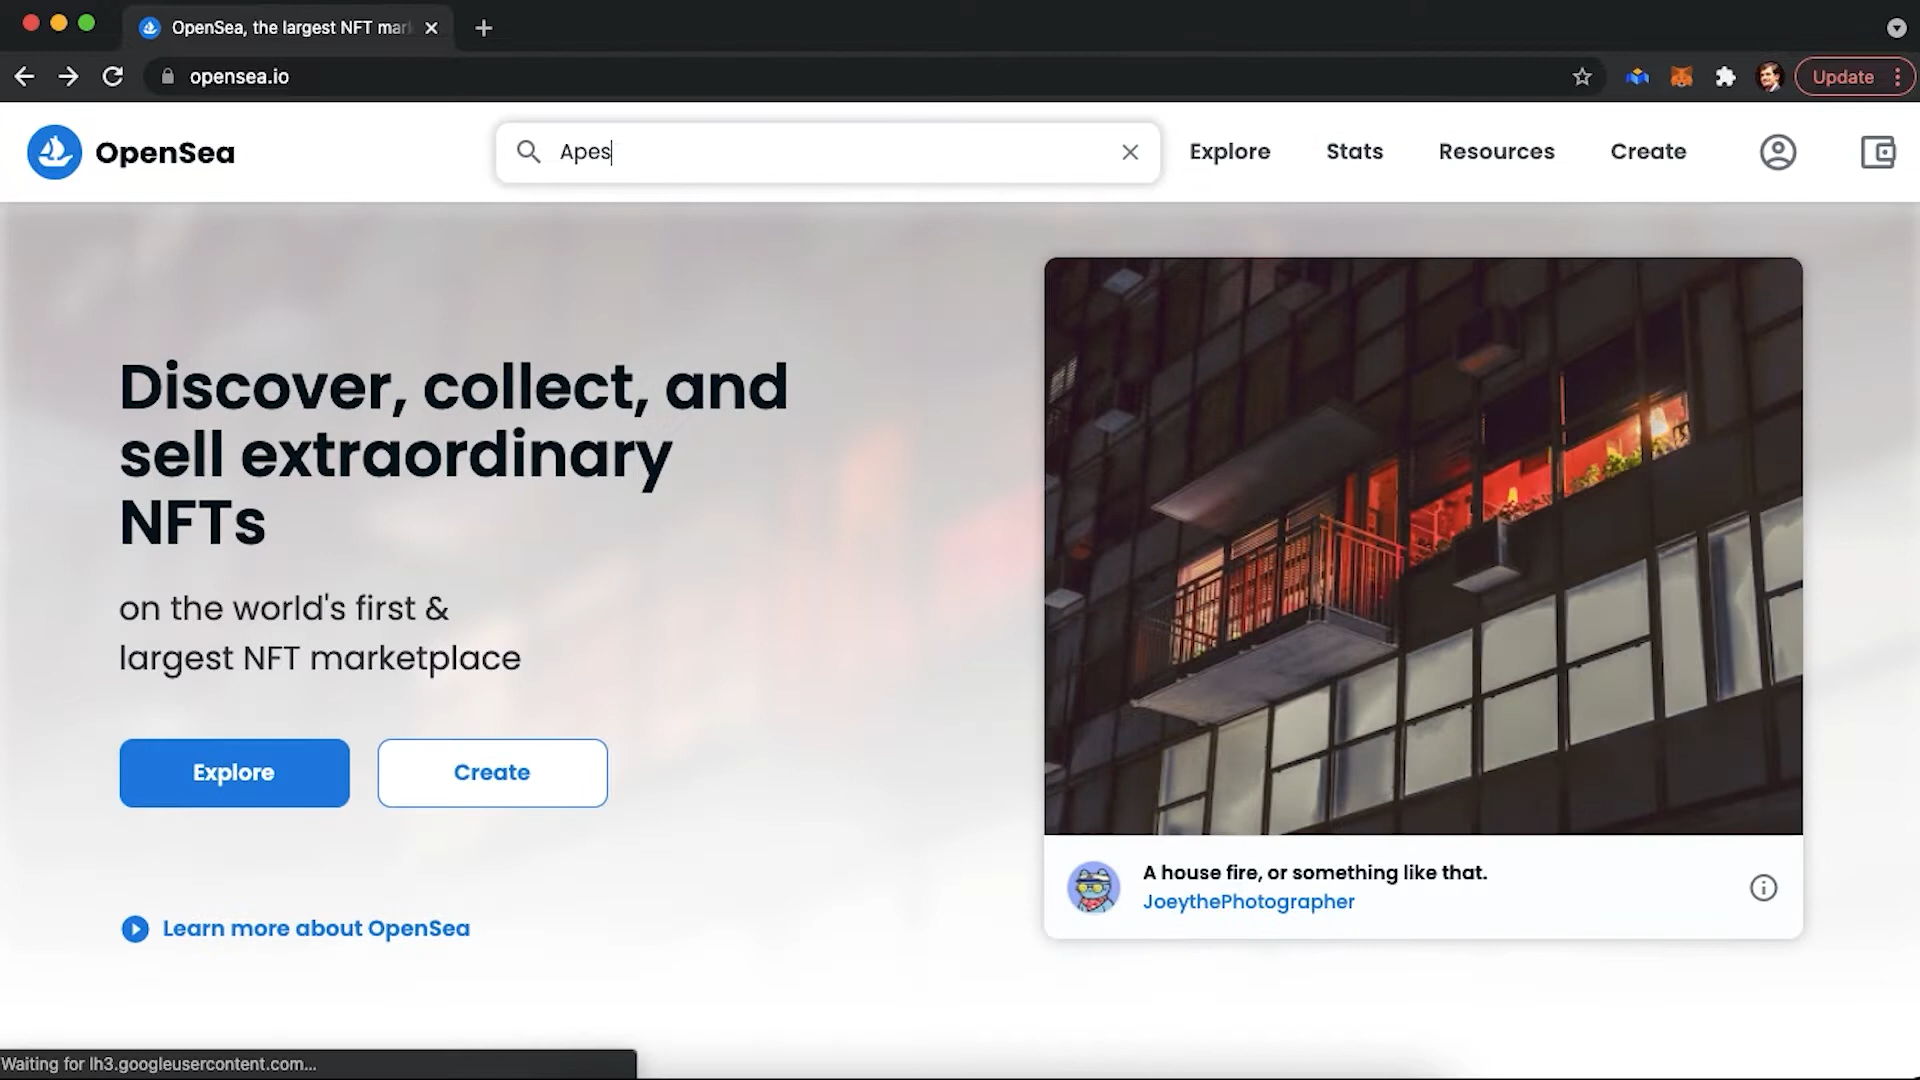 OpenSea, the largest NFT mar
opensea.io
Update
OpenSea
Apes
Explore
Stats
Resources
Create
Discover, collect, and
sell extraordinary
NFTs
on the world's first &
largest NFT marketplace
Explore
Create
Learn more about OpenSea
A house fire, or something like that.
JoeythePhotographer
Waiting for lh3.googleusercontent.com...